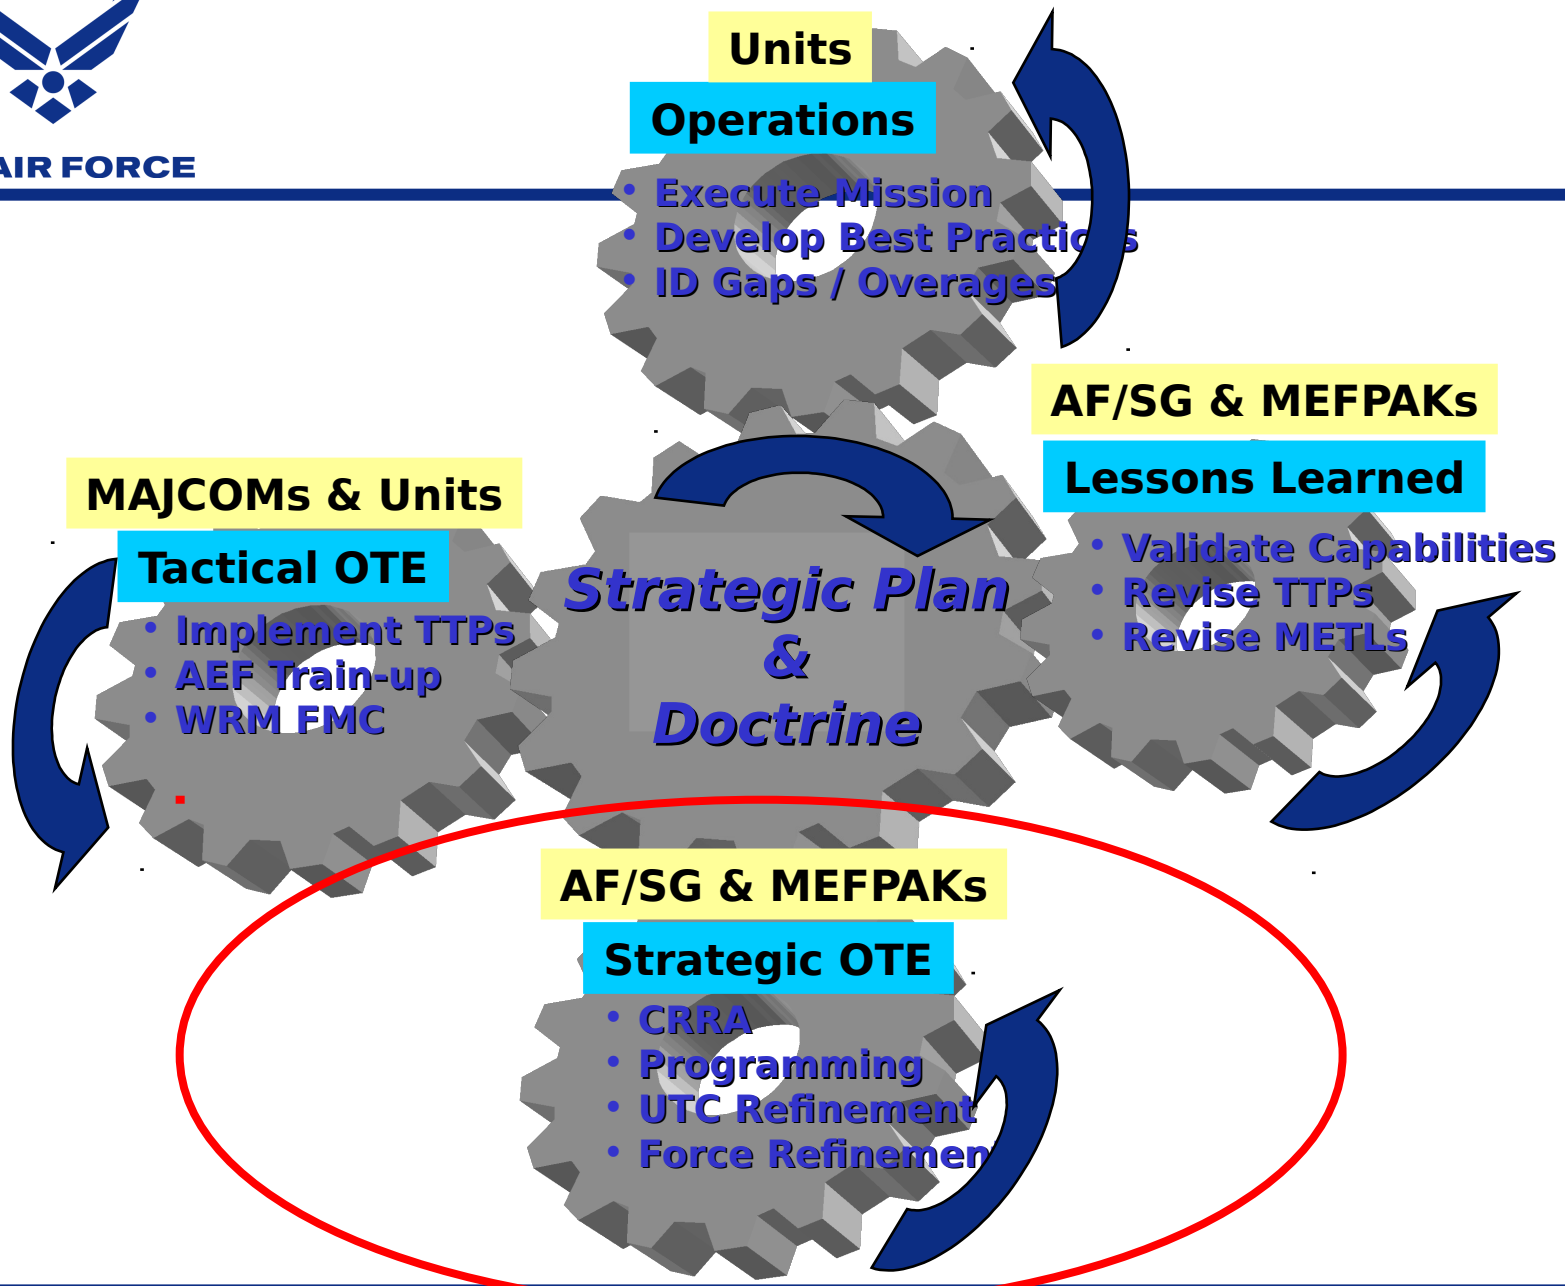 AIR FORCE
Units
Operations
• Execute Mission
• Develop Best Practices
• ID Gaps / Overages
AF/SG & MEFPAKs
Lessons Learned
• Validate Capabilities
• Revise TTPs
• Revise METLs
MAJCOMs & Units
Tactical OTE
• Implement TTPs
• AEF Train-up
• WRM FMC
Strategic Plan
&
Doctrine
AF/SG & MEFPAKs
Strategic OTE
• CRRA
• Programming
• UTC Refinement
• Force Refinement